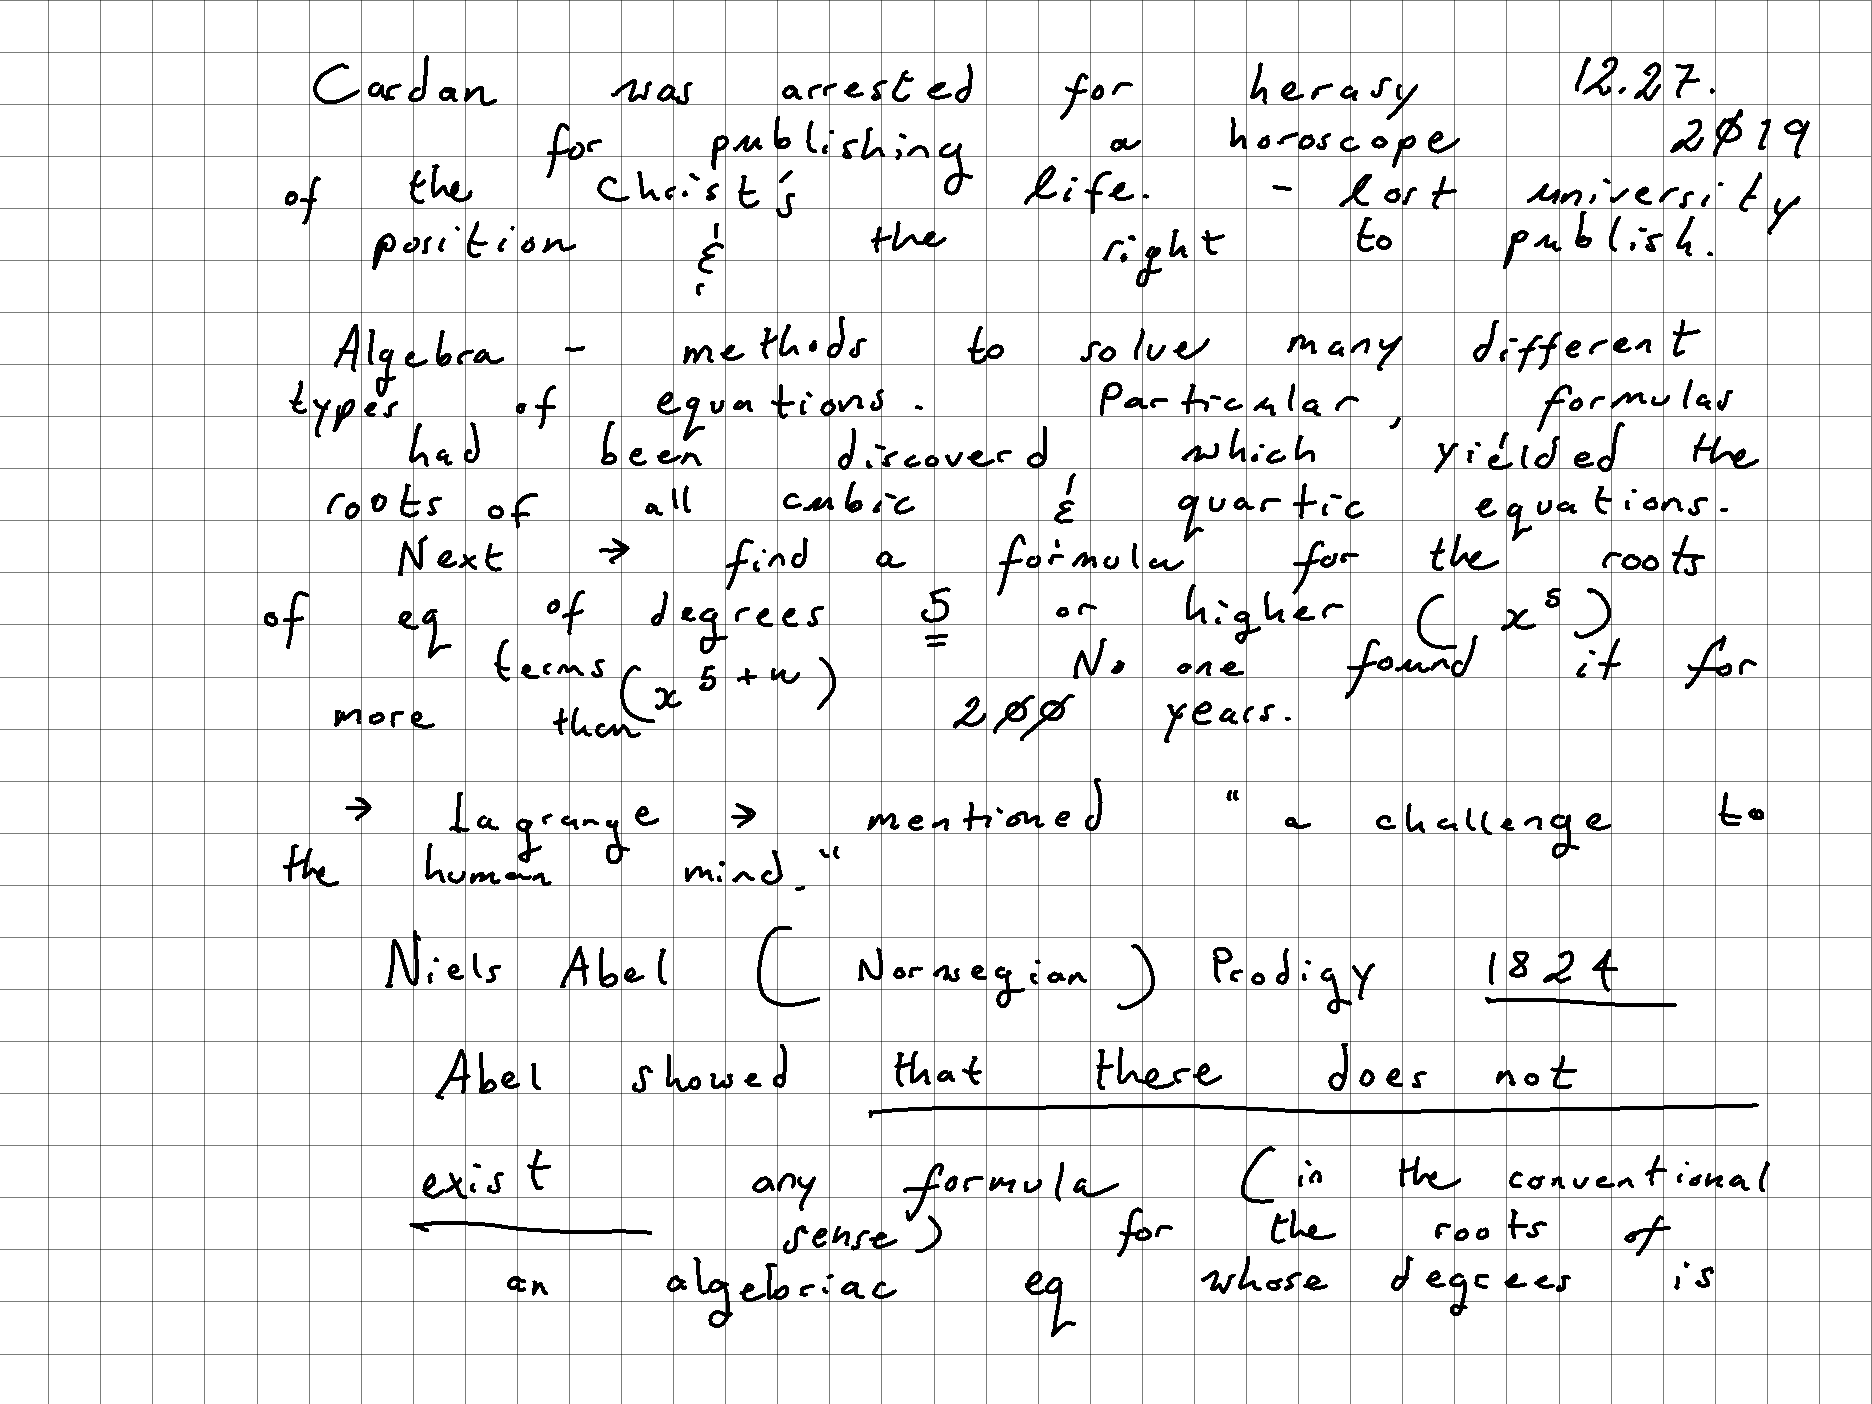 Cardan was arrested for herasy 12.27.
for publishing a horoscope 2019
of the Christ's life. - lost university
position & the right to publish.
Algebra - methods to solve many different
types of equations. Particular, formulas
had been discoverd which yielded the
roots of all cubic & quartic equations.
Next → find a formula for the roots
of eq of degrees 5 or higher (x⁵)
terms (x⁵⁺ⁿ) No one found it for
more than 200 years.
→ Lagrange → mentioned "a challenge to
the human mind."
Niels Abel (Norwegian) Prodigy 1824
Abel showed that there does not
exist any formula (in the conventional
sense) for the roots of
an algebriac eq whose degrees is